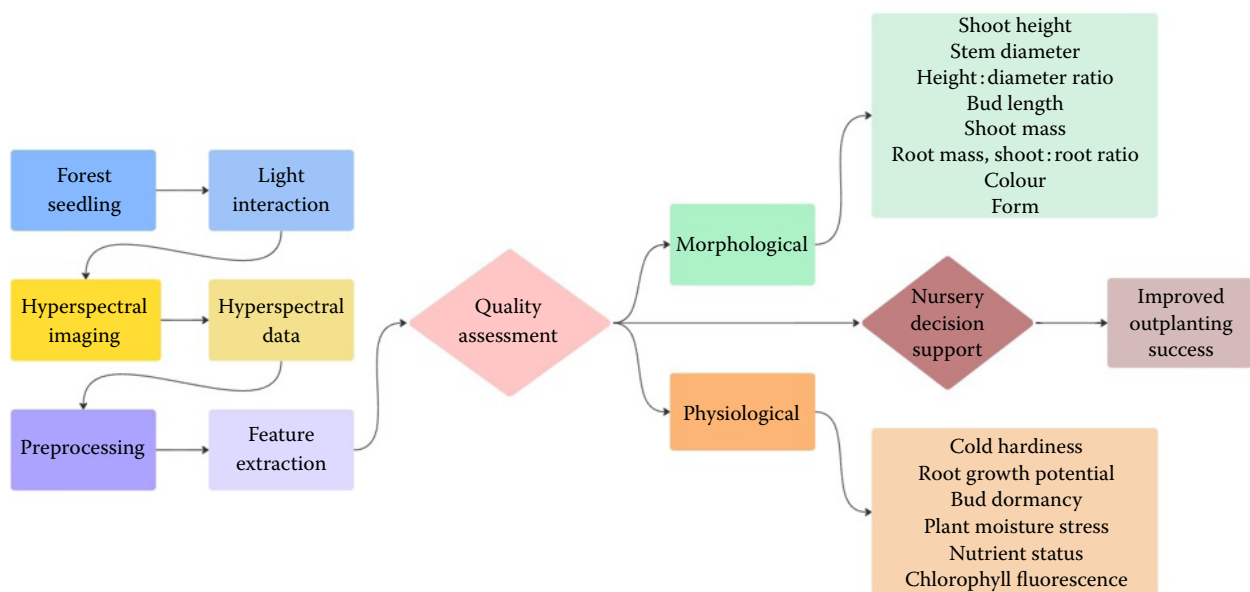 Forest
seedling
Light
interaction
Hyperspectral
imaging
Hyperspectral
data
Preprocessing
Feature
extraction
Quality
assessment
Morphological
Shoot height
Stem diameter
Height : diameter ratio
Bud length
Shoot mass
Root mass, shoot : root ratio
Colour
Form
Nursery
decision
support
Improved
outplanting
success
Physiological
Cold hardiness
Root growth potential
Bud dormancy
Plant moisture stress
Nutrient status
Chlorophyll fluorescence